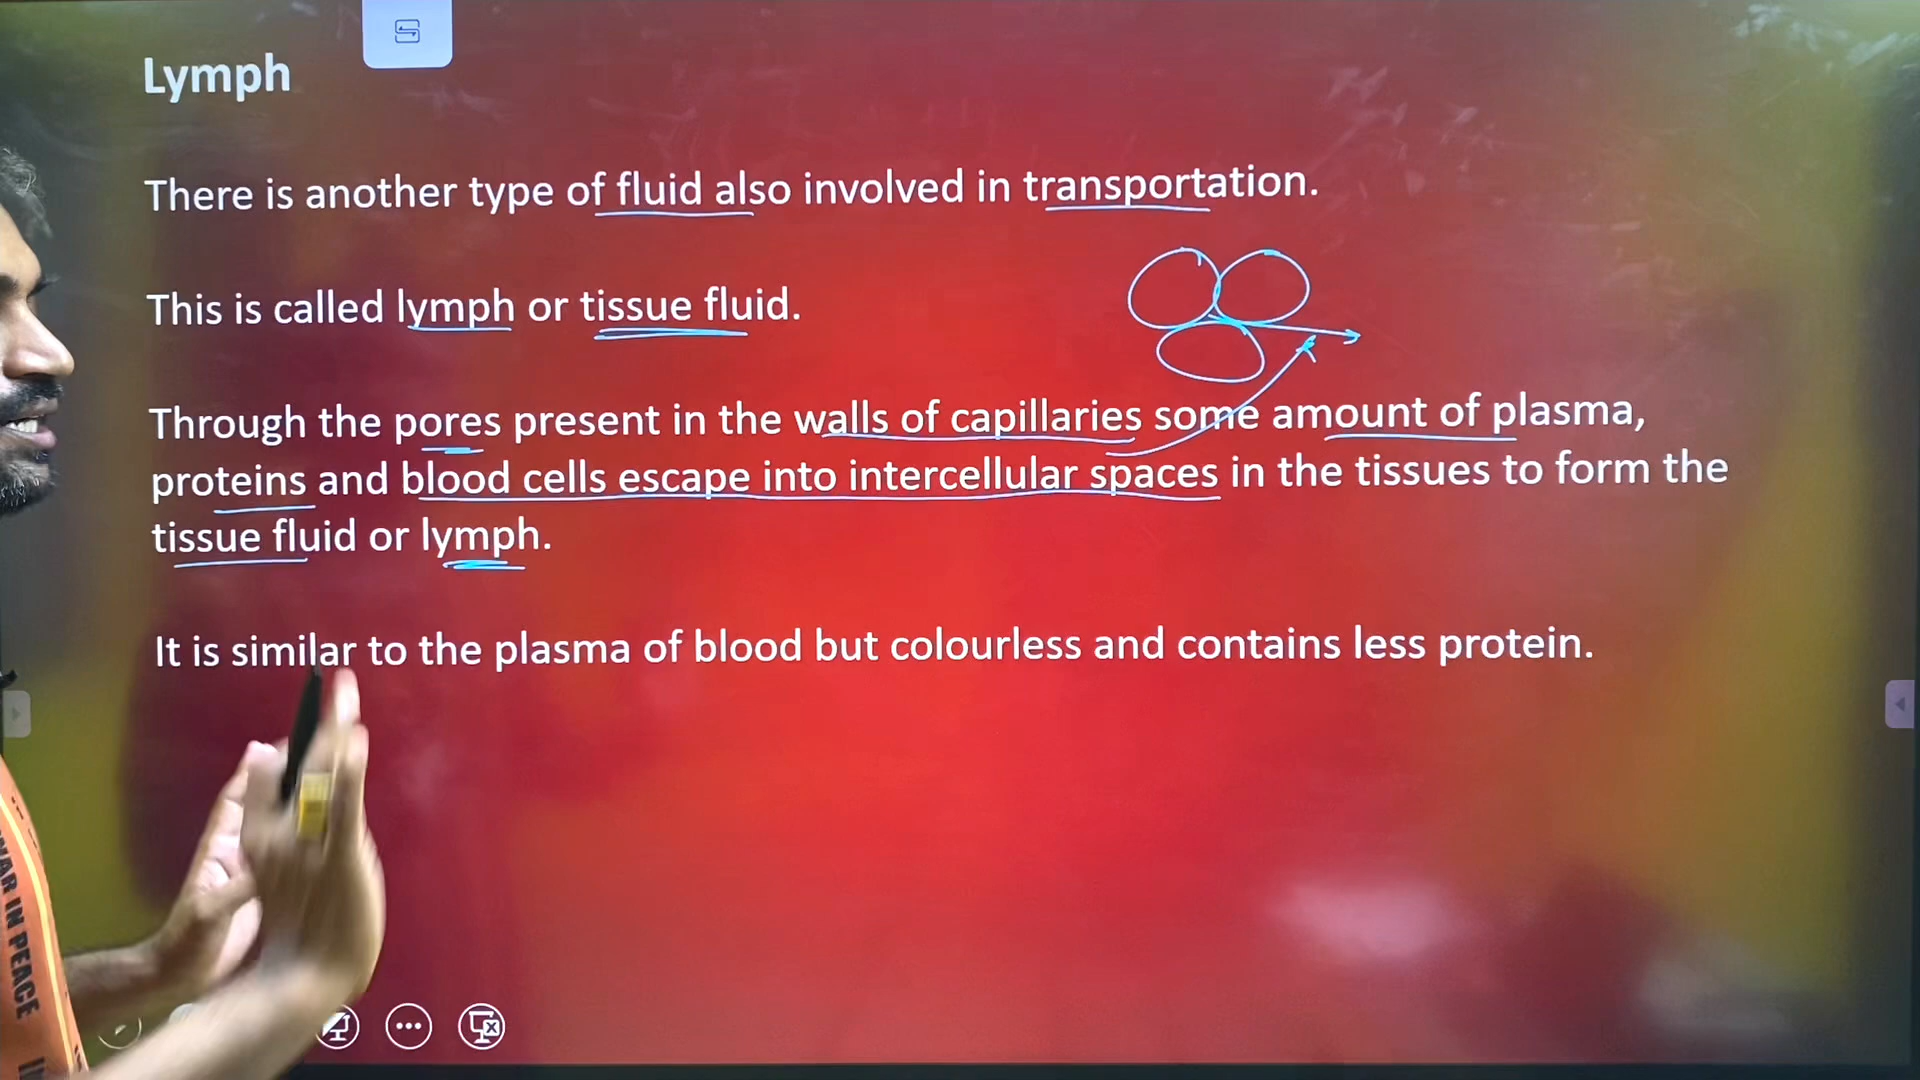 Lymph
There is another type of fluid also involved in transportation.
This is called lymph or tissue fluid.
Through the pores present in the walls of capillaries some amount of plasma,
proteins and blood cells escape into intercellular spaces in the tissues to form the
tissue fluid or lymph.
It is similar to the plasma of blood but colourless and contains less protein.
IN PEACE